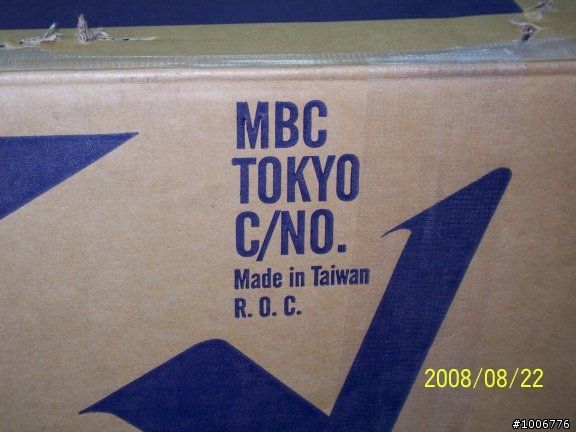 MBC
TOKYO
C/NO.
Made in Taiwan
R. O. C.
2008/08/22
#1006776